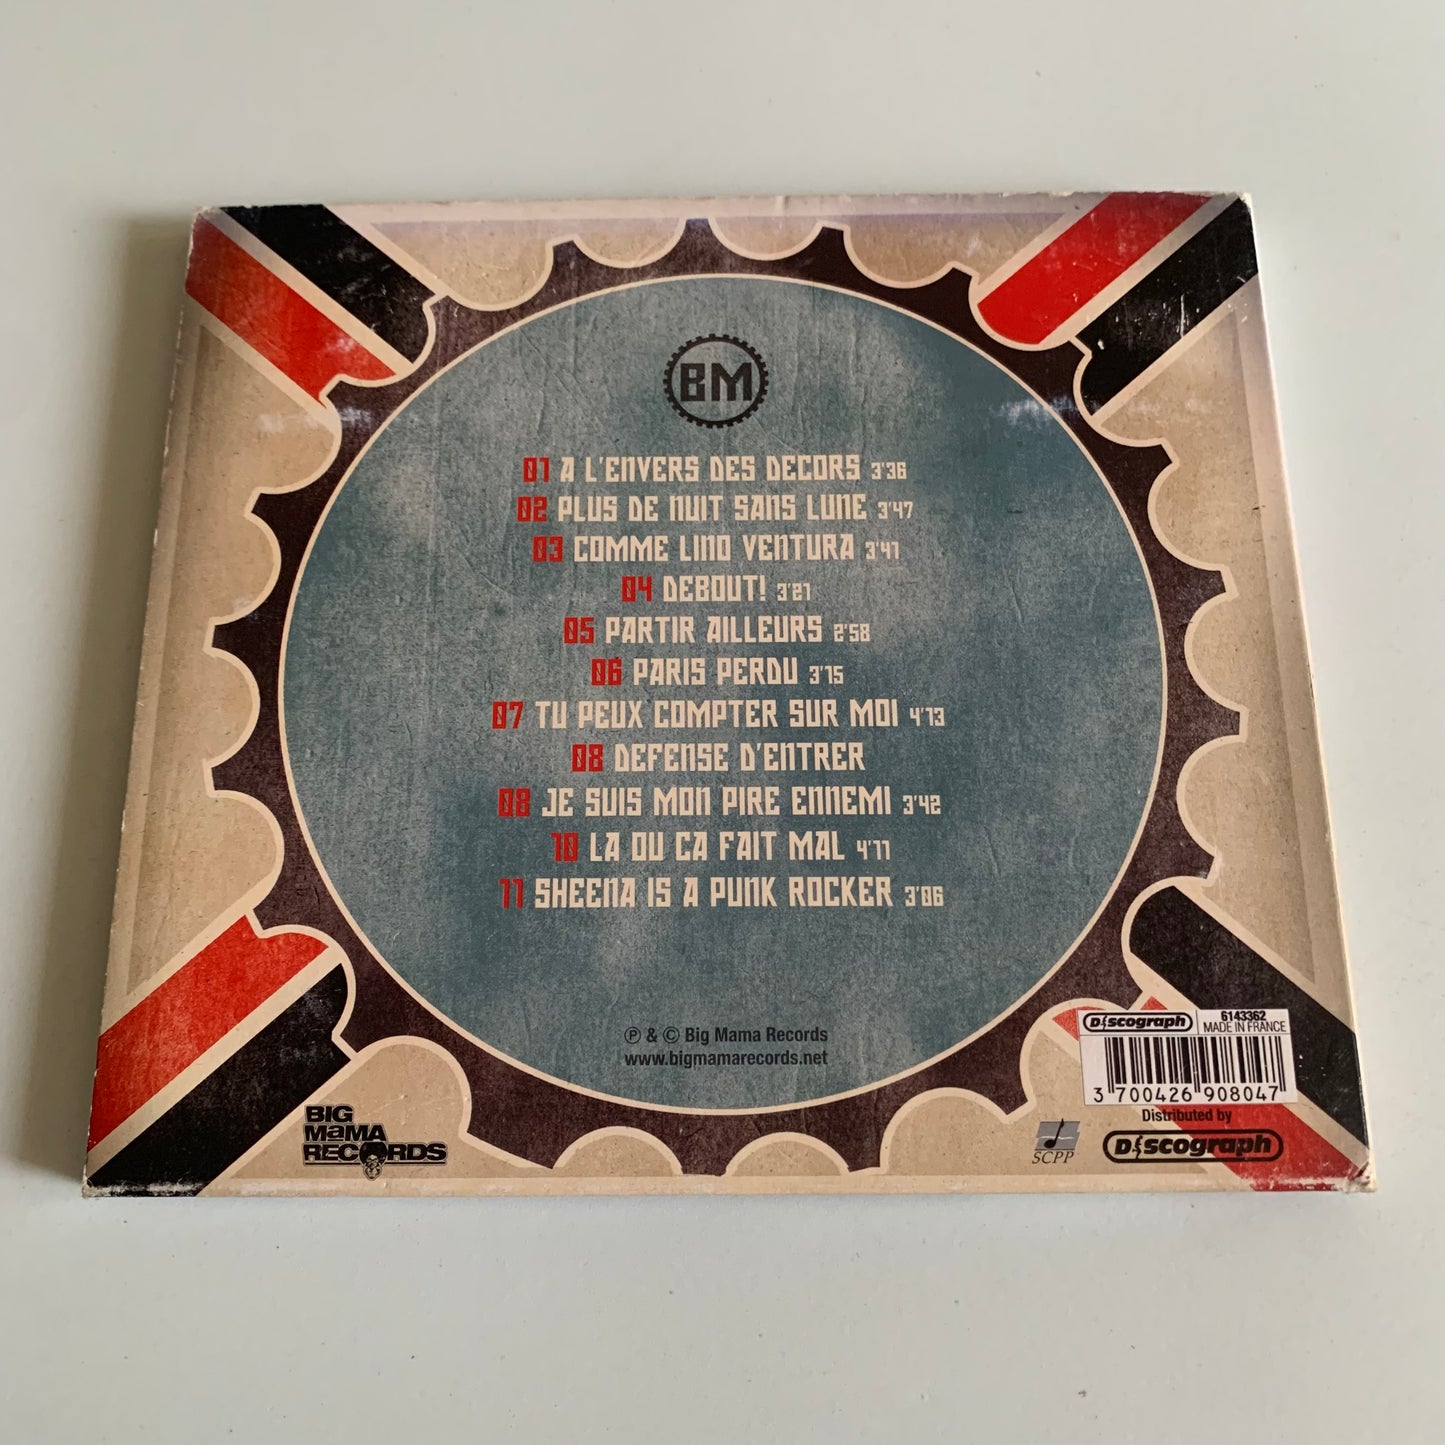 BM
01 A L'ENVERS DES DECORS 3'36
02 PLUS DE NUIT SANS LUNE 3'47
03 COMME LINO VENTURA 3'41
04 DEBOUT! 3'21
05 PARTIR AILLEURS 2'58
06 PARIS PERDU 3'15
07 TU PEUX COMPTER SUR MOI 4'13
08 DEFENSE D'ENTRER
08 JE SUIS MON PIRE ENNEMI 3'42
10 LA OU CA FAIT MAL 4'11
11 SHEENA IS A PUNK ROCKER 3'06
℗ & © Big Mama Records
www.bigmamarecords.net
BIG
MaMA
RECORDS
SCPP
Discograph
6143362
MADE IN FRANCE
3 700426 908047
Distributed by
Discograph